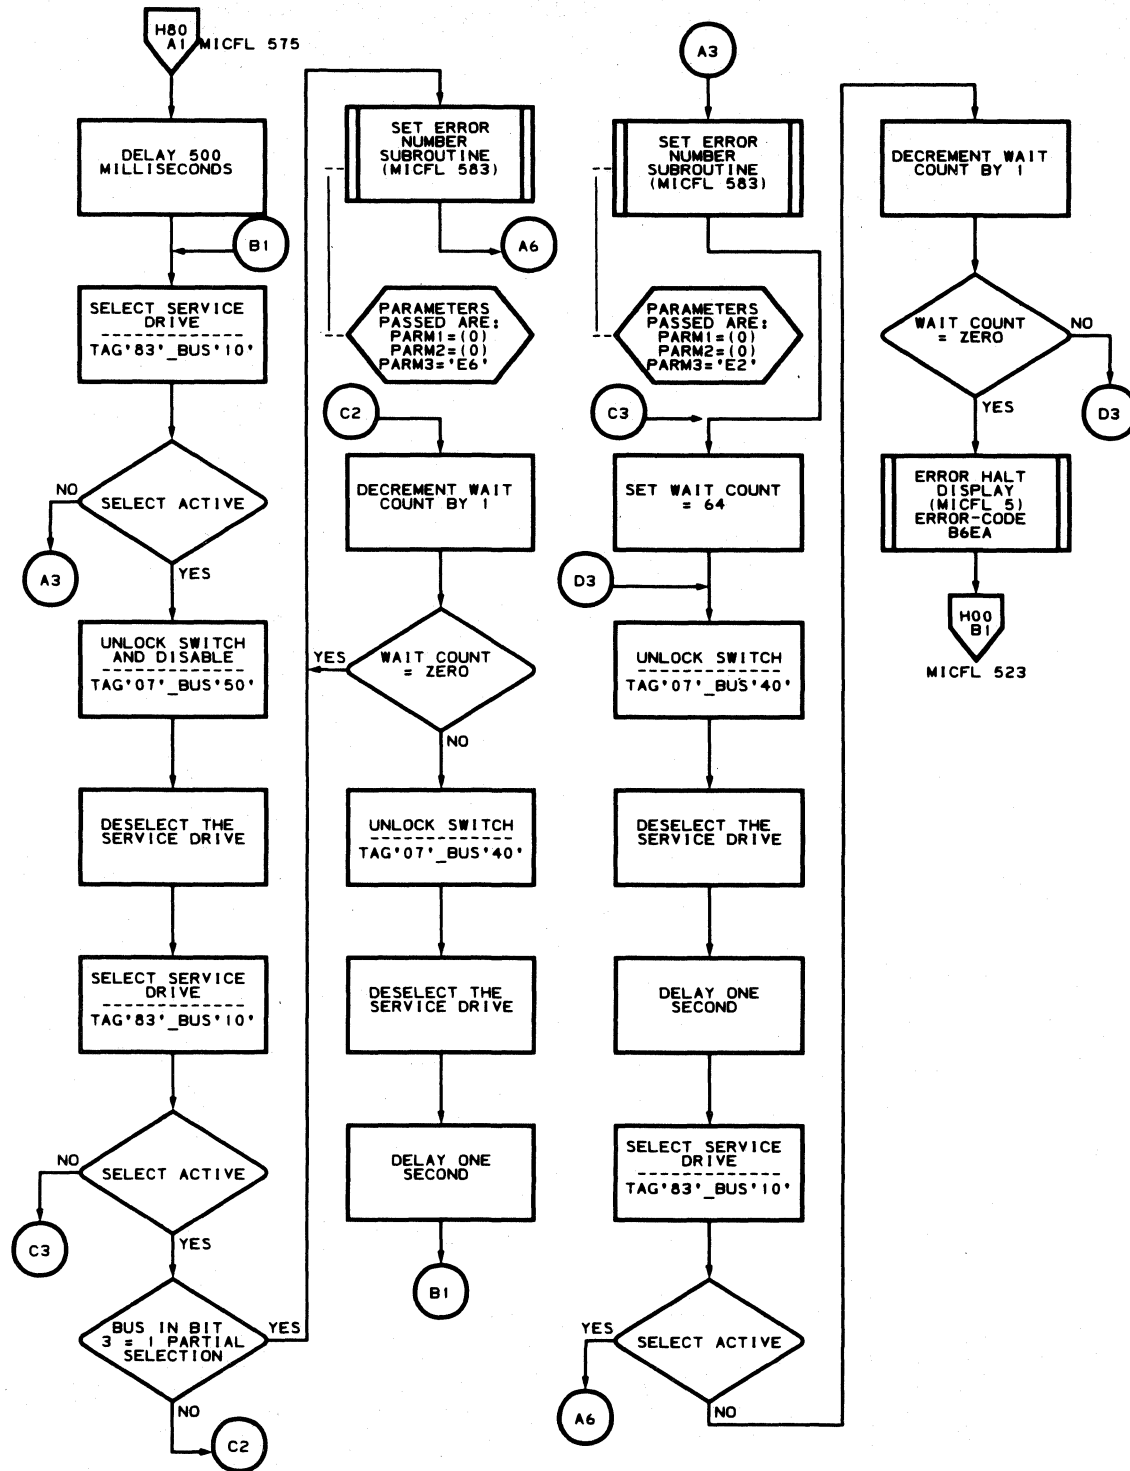 H80
A1 MICFL 575
DELAY 500
MILLISECONDS
B1
SELECT SERVICE
DRIVE
TAG'83'_BUS'10'
SELECT ACTIVE
NO
A3
YES
UNLOCK SWITCH
AND DISABLE
TAG'07'_BUS'50'
DESELECT THE
SERVICE DRIVE
SELECT SERVICE
DRIVE
TAG'83'_BUS'10'
SELECT ACTIVE
NO
C3
YES
BUS IN BIT
3 = 1 PARTIAL
SELECTION
YES
NO
C2
SET ERROR
NUMBER
SUBROUTINE
(MICFL 583)
A6
PARAMETERS
PASSED ARE:
PARM1=(0)
PARM2=(0)
PARM3='E6'
C2
DECREMENT WAIT
COUNT BY 1
WAIT COUNT
= ZERO
YES
NO
UNLOCK SWITCH
TAG'07'_BUS'40'
DESELECT THE
SERVICE DRIVE
DELAY ONE
SECOND
B1
A3
SET ERROR
NUMBER
SUBROUTINE
(MICFL 583)
PARAMETERS
PASSED ARE:
PARM1=(0)
PARM2=(0)
PARM3='E2'
C3
SET WAIT COUNT
= 64
D3
UNLOCK SWITCH
TAG'07'_BUS'40'
DESELECT THE
SERVICE DRIVE
DELAY ONE
SECOND
SELECT SERVICE
DRIVE
TAG'83'_BUS'10'
SELECT ACTIVE
YES
A6
NO
DECREMENT WAIT
COUNT BY 1
WAIT COUNT
= ZERO
NO
D3
YES
ERROR HALT
DISPLAY
(MICFL 5)
ERROR-CODE
B6EA
H00
B1
MICFL 523